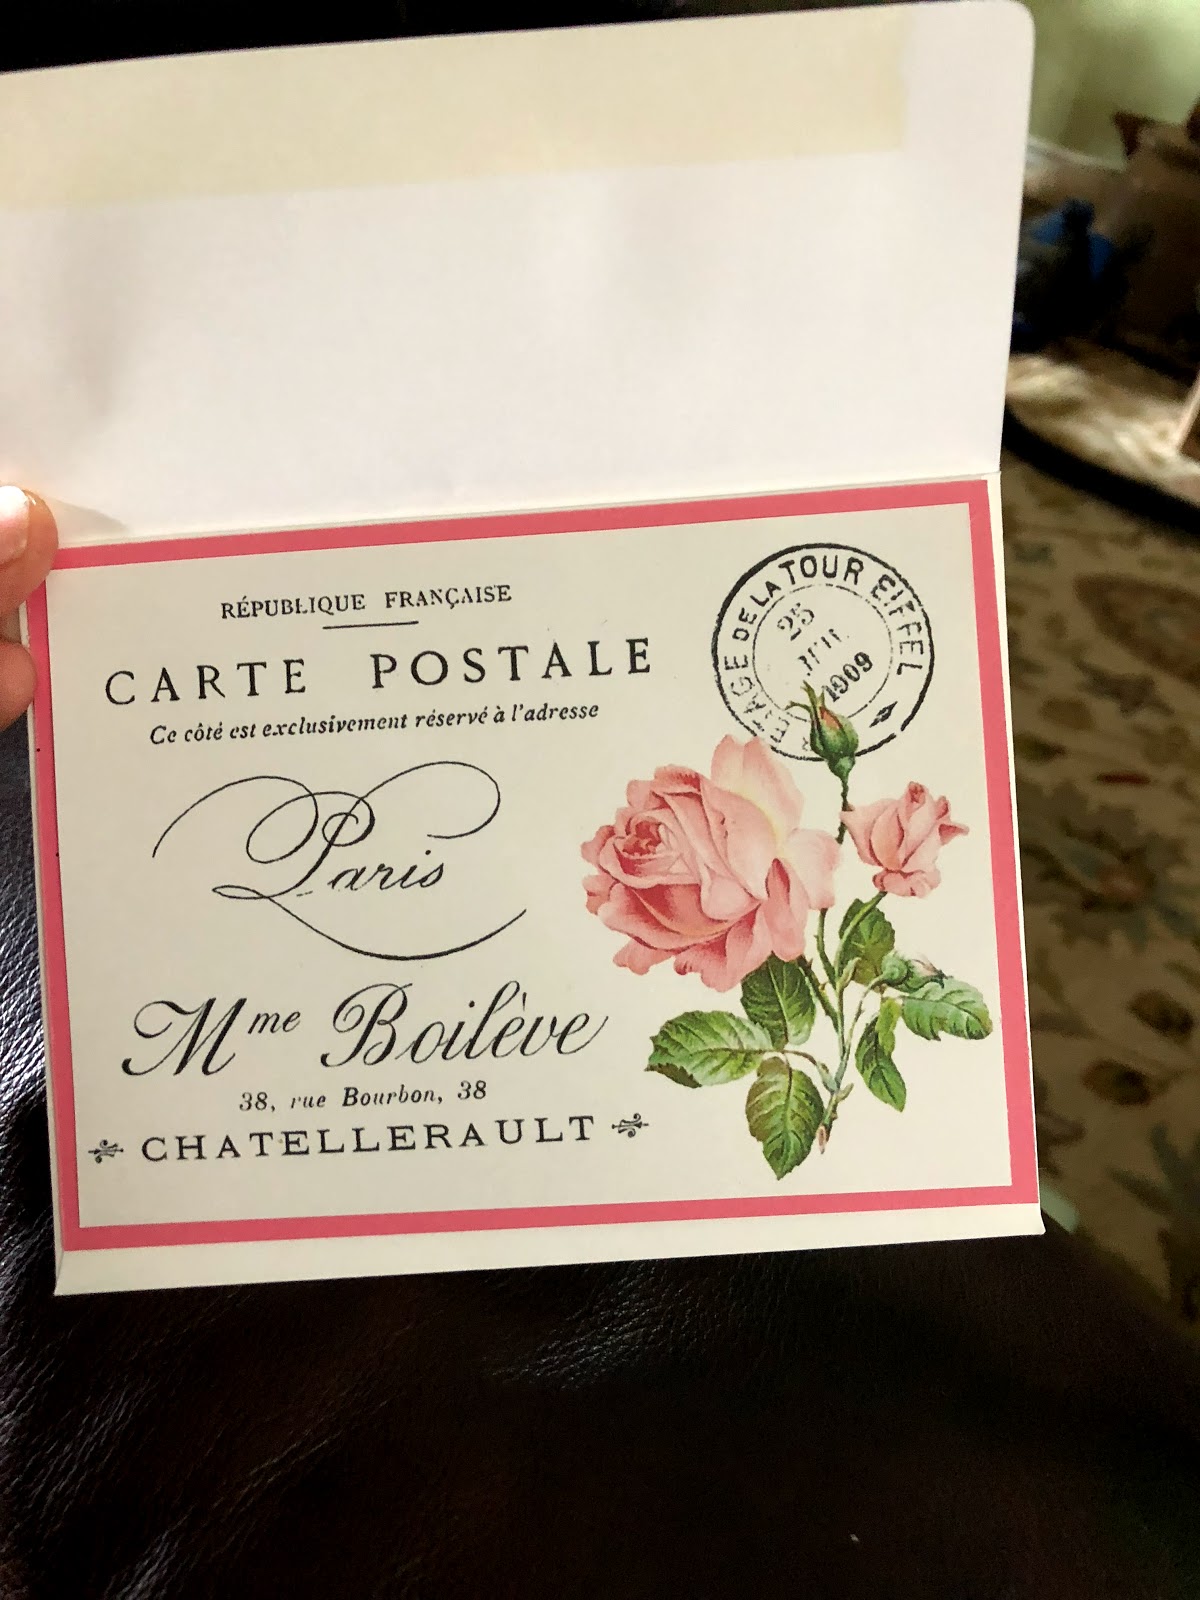 RÉPUBLIQUE FRANÇAISE
CARTE POSTALE
Ce côté est exclusivement réservé à l'adresse
ETAGE DE LA TOUR EIFFEL
25
1909
Paris
Mme Boilève
38, rue Bourbon, 38
CHATELLERAULT